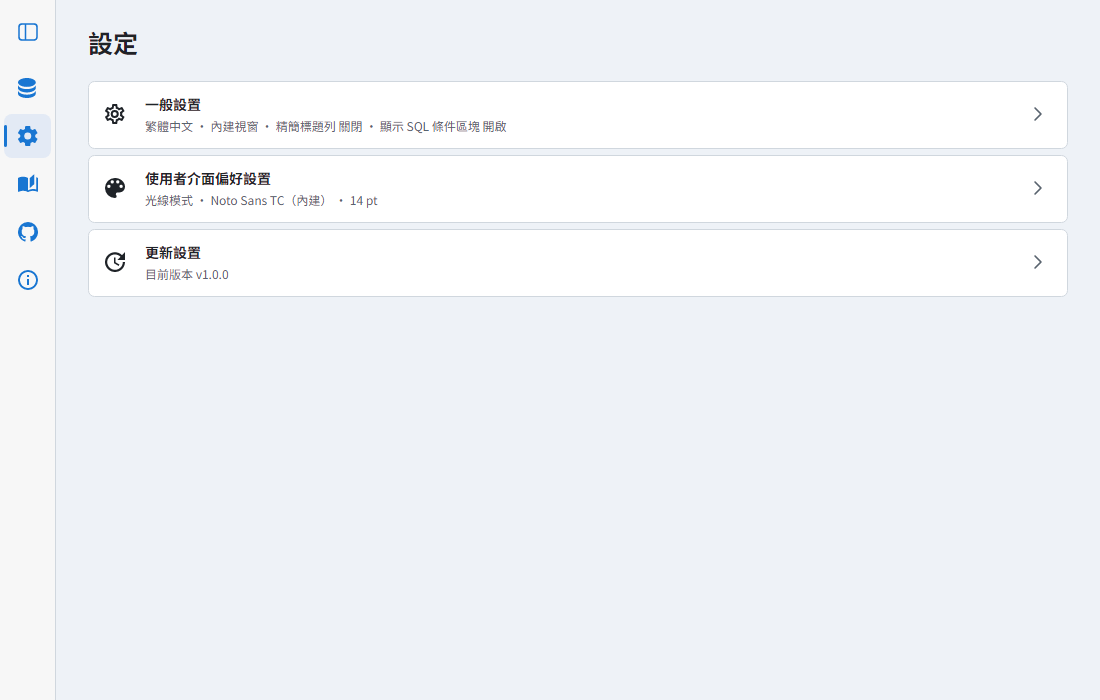 設定
一般設置
繁體中文 • 內建視窗 • 精簡標題列 關閉 • 顯示 SQL 條件區塊 開啟
使用者介面偏好設置
光線模式 • Noto Sans TC（內建） • 14 pt
更新設置
目前版本 v1.0.0